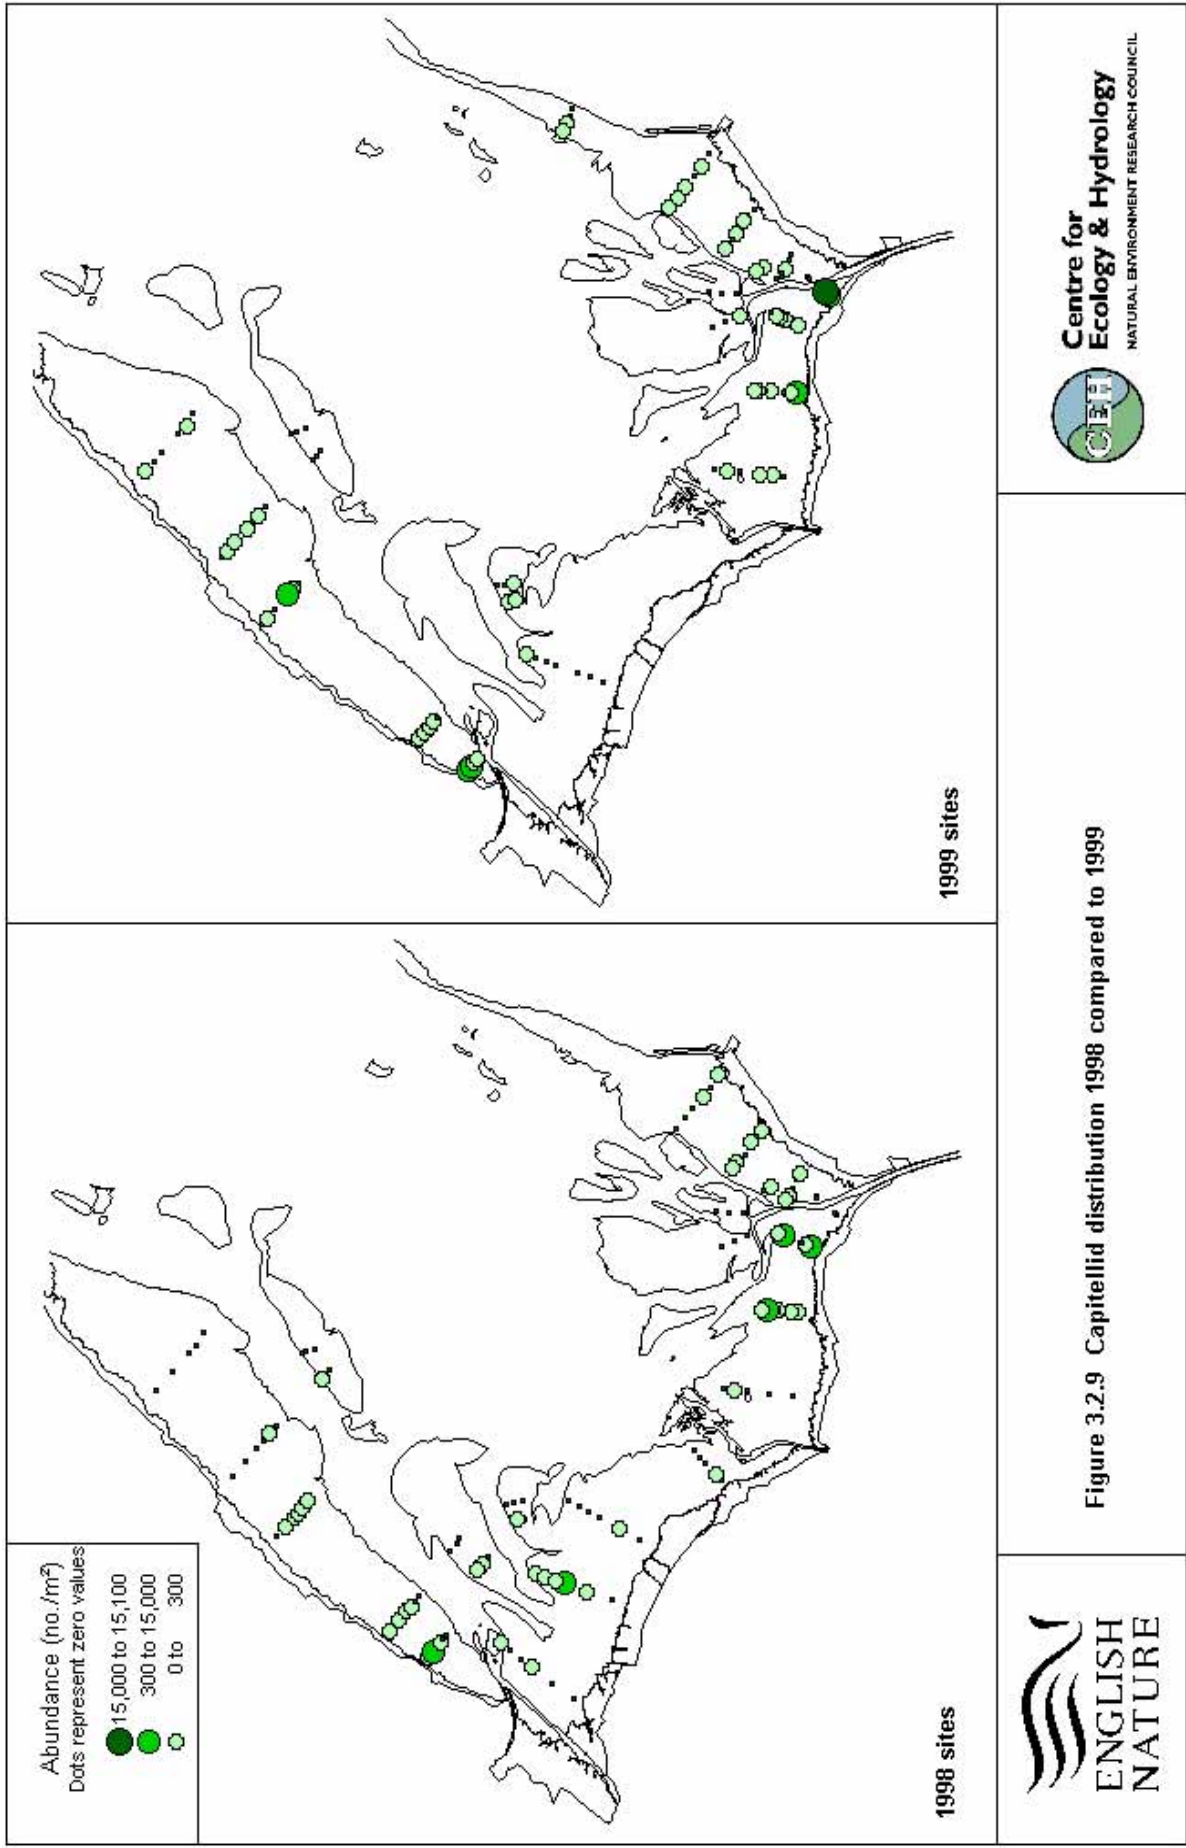 Abundance (no./m²)
Dots represent zero values
15,000 to 15,100
300 to 15,000
0 to 300
1998 sites
1999 sites
ENGLISH
NATURE
Figure 3.2.9 Capitellid distribution 1998 compared to 1999
CEH
Centre for
Ecology & Hydrology
NATURAL ENVIRONMENT RESEARCH COUNCIL